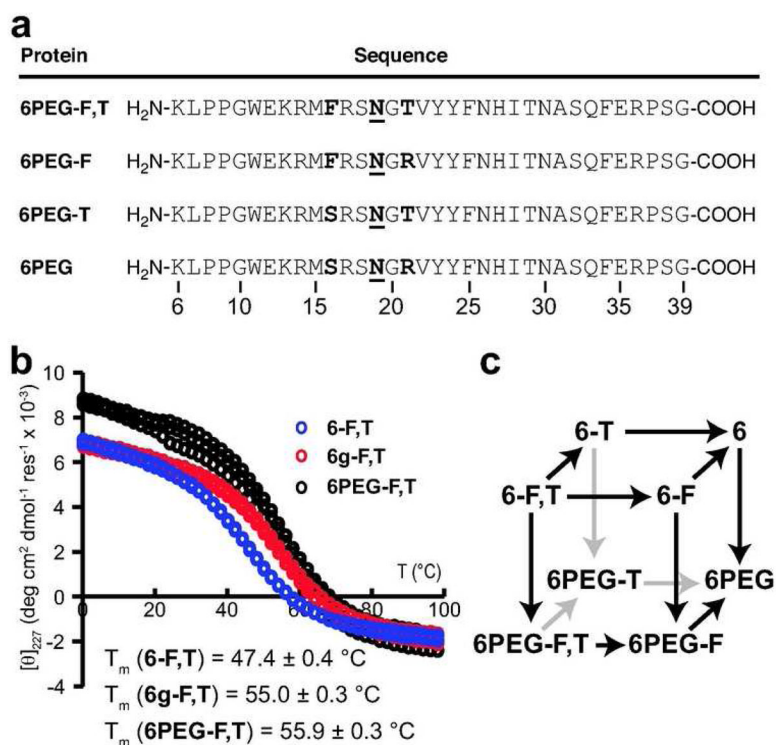 a
Protein Sequence
6PEG-F,T H₂N-KLPPGWEKRMFRSNGTVYYFNHITNASQFERPSG-COOH
6PEG-F H₂N-KLPPGWEKRMFRSNGRVYYFNHITNASQFERPSG-COOH
6PEG-T H₂N-KLPPGWEKRMSRSNGTVYYFNHITNASQFERPSG-COOH
6PEG H₂N-KLPPGWEKRMSRSNGRVYYFNHITNASQFERPSG-COOH
6 10 15 20 25 30 35 39
b
10
8
6
4
2
0
-2
-4
[θ]₂₂₇ (deg cm² dmol⁻¹ res⁻¹ x 10⁻³)
0 20 40 60 80 100
T (°C)
6-F,T
6g-F,T
6PEG-F,T
Tₘ (6-F,T) = 47.4 ± 0.4 °C
Tₘ (6g-F,T) = 55.0 ± 0.3 °C
Tₘ (6PEG-F,T) = 55.9 ± 0.3 °C
c
6-T 6
6-F,T 6-F
6PEG-T 6PEG
6PEG-F,T 6PEG-F